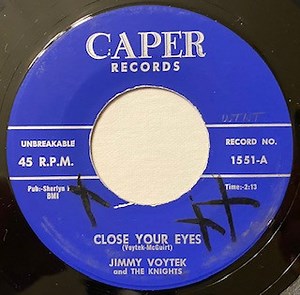 CAPER
RECORDS
UNBREAKABLE
45 R.P.M.
RECORD NO.
1551-A
Pub:-Sherlyn
BMI
Time:-2:13
CLOSE YOUR EYES
(Voytek-McGuirt)
JIMMY VOYTEK
and THE KNIGHTS